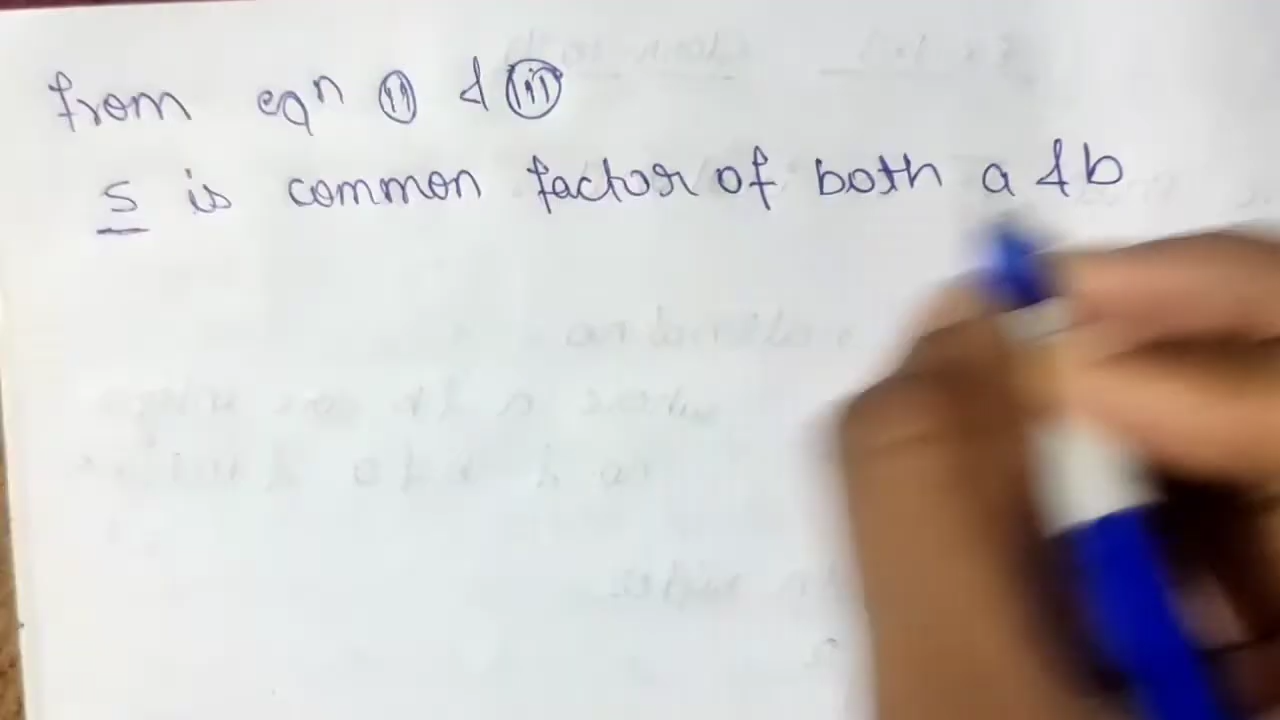 from eqn (ii) & (iii)
5 is common factor of both a & b